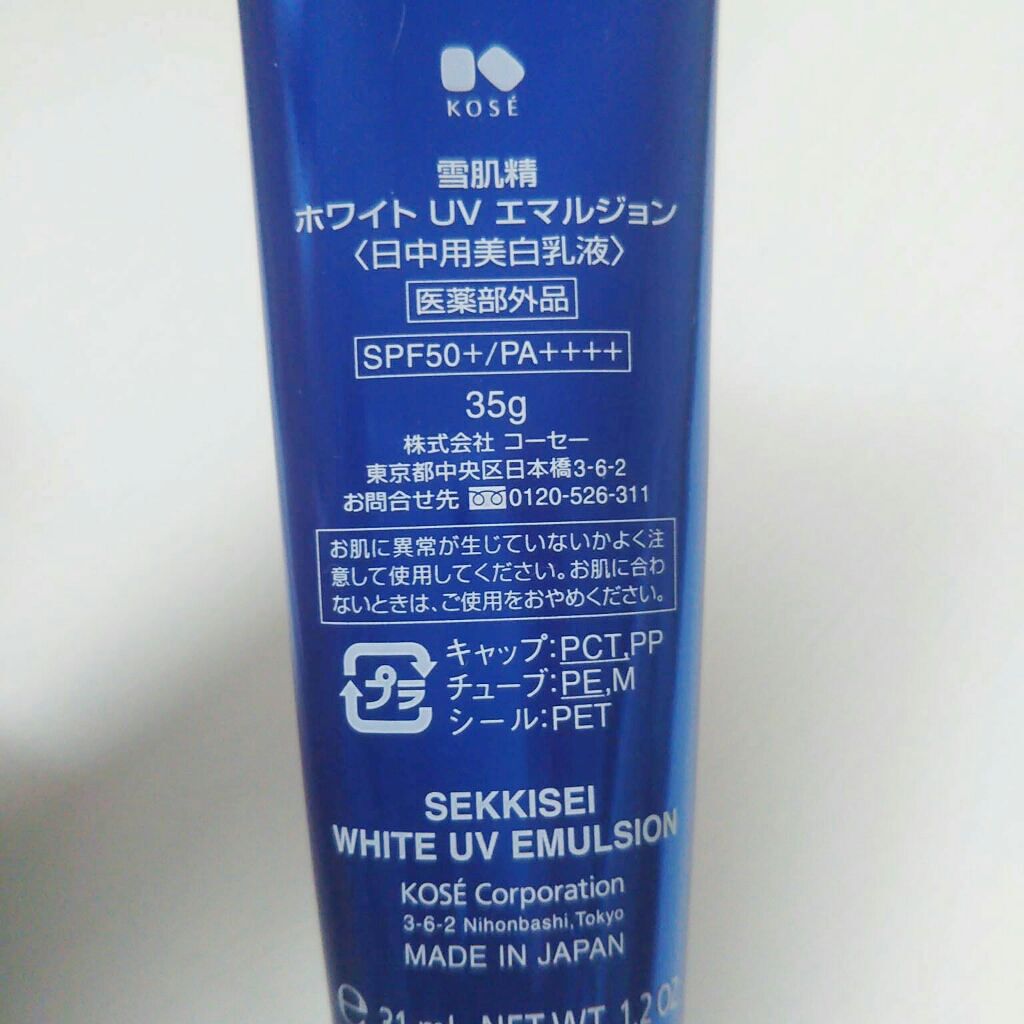 KOSÉ
雪肌精
ホワイト UV エマルジョン
〈日中用美白乳液〉
医薬部外品
SPF50+/PA++++
35g
株式会社 コーセー
東京都中央区日本橋3-6-2
お問合せ先 0120-526-311
お肌に異常が生じていないかよく注
意して使用してください。お肌に合わ
ないときは、ご使用をおやめください。
プラ
キャップ:PCT,PP
チューブ:PE,M
シール:PET
SEKKISEI
WHITE UV EMULSION
KOSÉ Corporation
3-6-2 Nihonbashi,Tokyo
MADE IN JAPAN
℮ 31 mL NET WT. 1.2 OZ